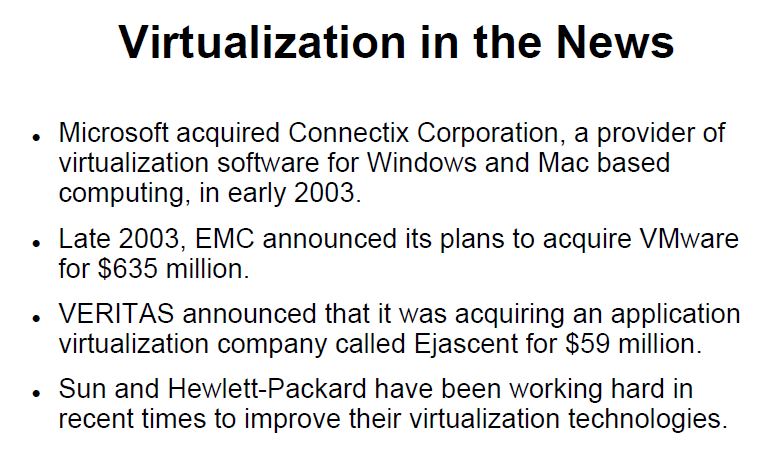 Virtualization in the News
• Microsoft acquired Connectix Corporation, a provider of
virtualization software for Windows and Mac based
computing, in early 2003.
• Late 2003, EMC announced its plans to acquire VMware
for $635 million.
• VERITAS announced that it was acquiring an application
virtualization company called Ejascent for $59 million.
• Sun and Hewlett-Packard have been working hard in
recent times to improve their virtualization technologies.